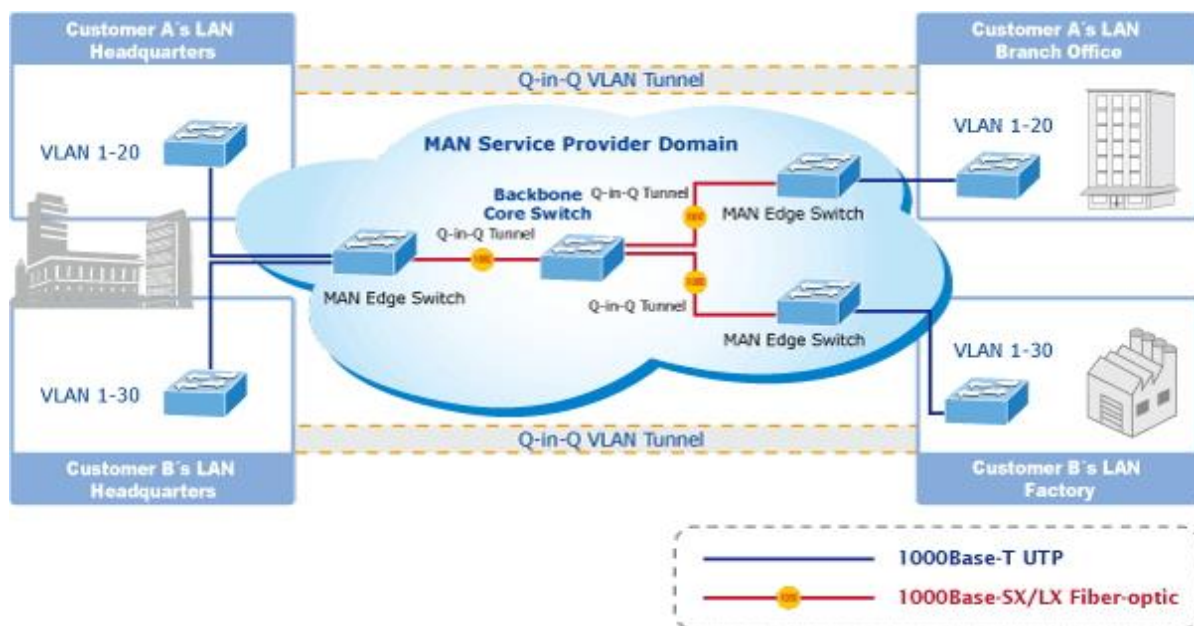 Customer A's LAN
Headquarters
Customer A's LAN
Branch Office
Q-in-Q VLAN Tunnel
VLAN 1-20
MAN Service Provider Domain
VLAN 1-20
Q-in-Q Tunnel
MAN Edge Switch
Backbone
Core Switch
Q-in-Q Tunnel
MAN Edge Switch
Q-in-Q Tunnel
MAN Edge Switch
VLAN 1-30
VLAN 1-30
Q-in-Q VLAN Tunnel
Customer B's LAN
Headquarters
Customer B's LAN
Factory
1000Base-T UTP
1000Base-SX/LX Fiber-optic